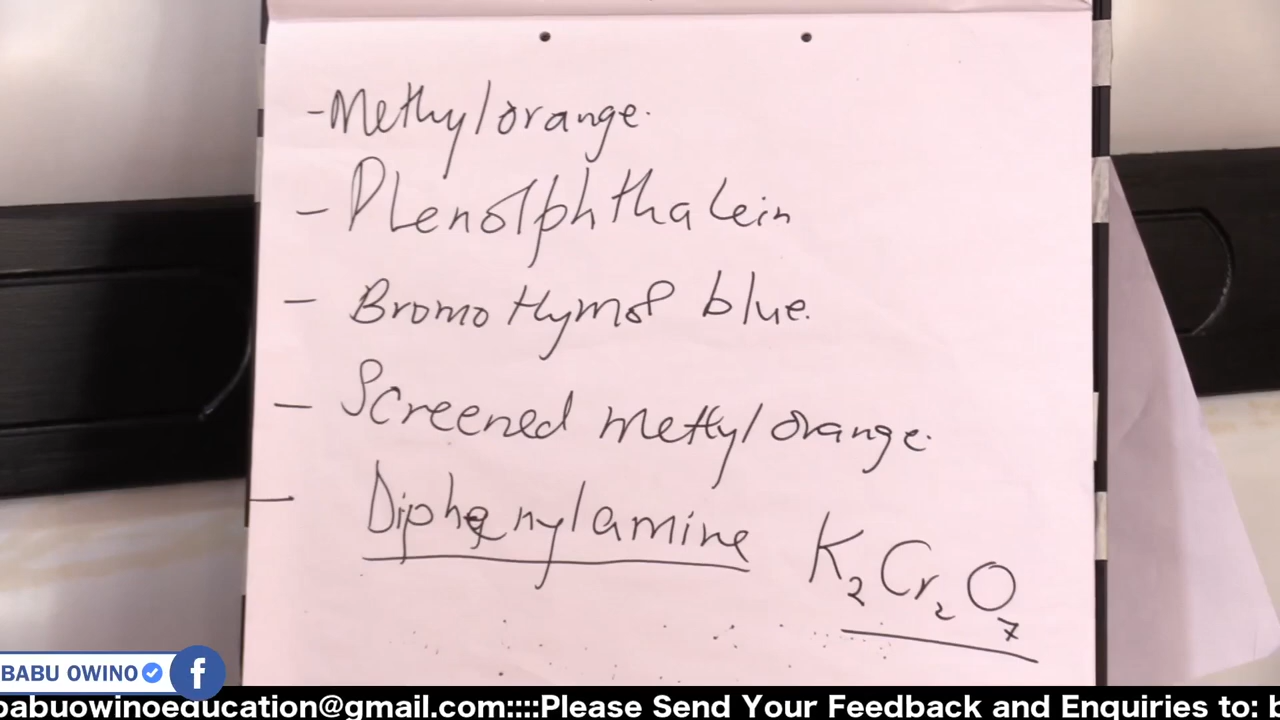 -Methylorange.
- Phenolphthalein
- Bromothymol blue.
- Screened methylorange.
- Diphenylamine K2Cr2O7
BABU OWINO f
babuowinoeducation@gmail.com::::Please Send Your Feedback and Enquiries to: b